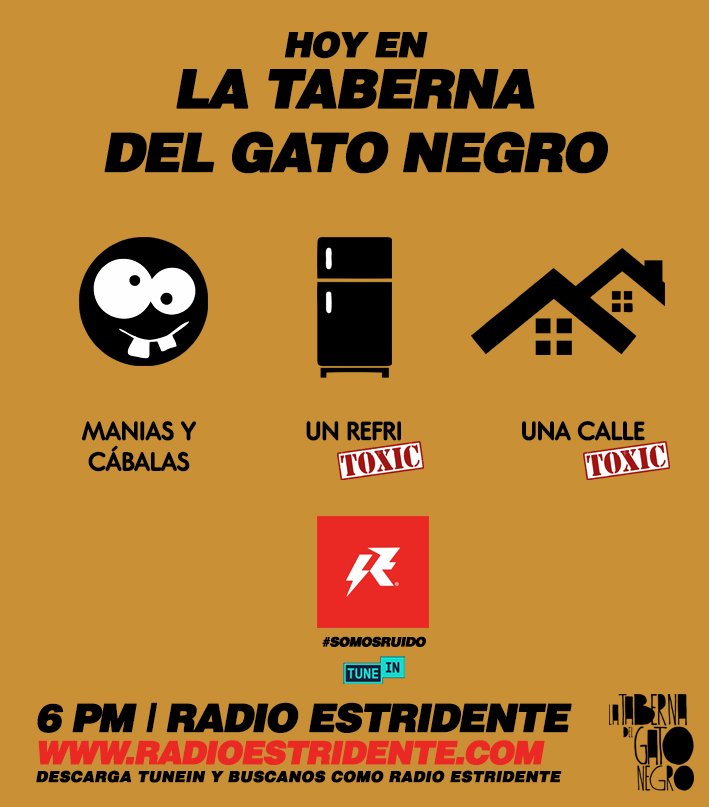 HOY EN
LA TABERNA
DEL GATO NEGRO
MANIAS Y
CÁBALAS
UN REFRI
TOXIC
UNA CALLE
TOXIC
#SOMOSRUIDO
TUNE IN
6 PM | RADIO ESTRIDENTE
WWW.RADIOESTRIDENTE.COM
DESCARGA TUNEIN Y BUSCANOS COMO RADIO ESTRIDENTE
LA TABERNA
DEL
GATO
NEGRO